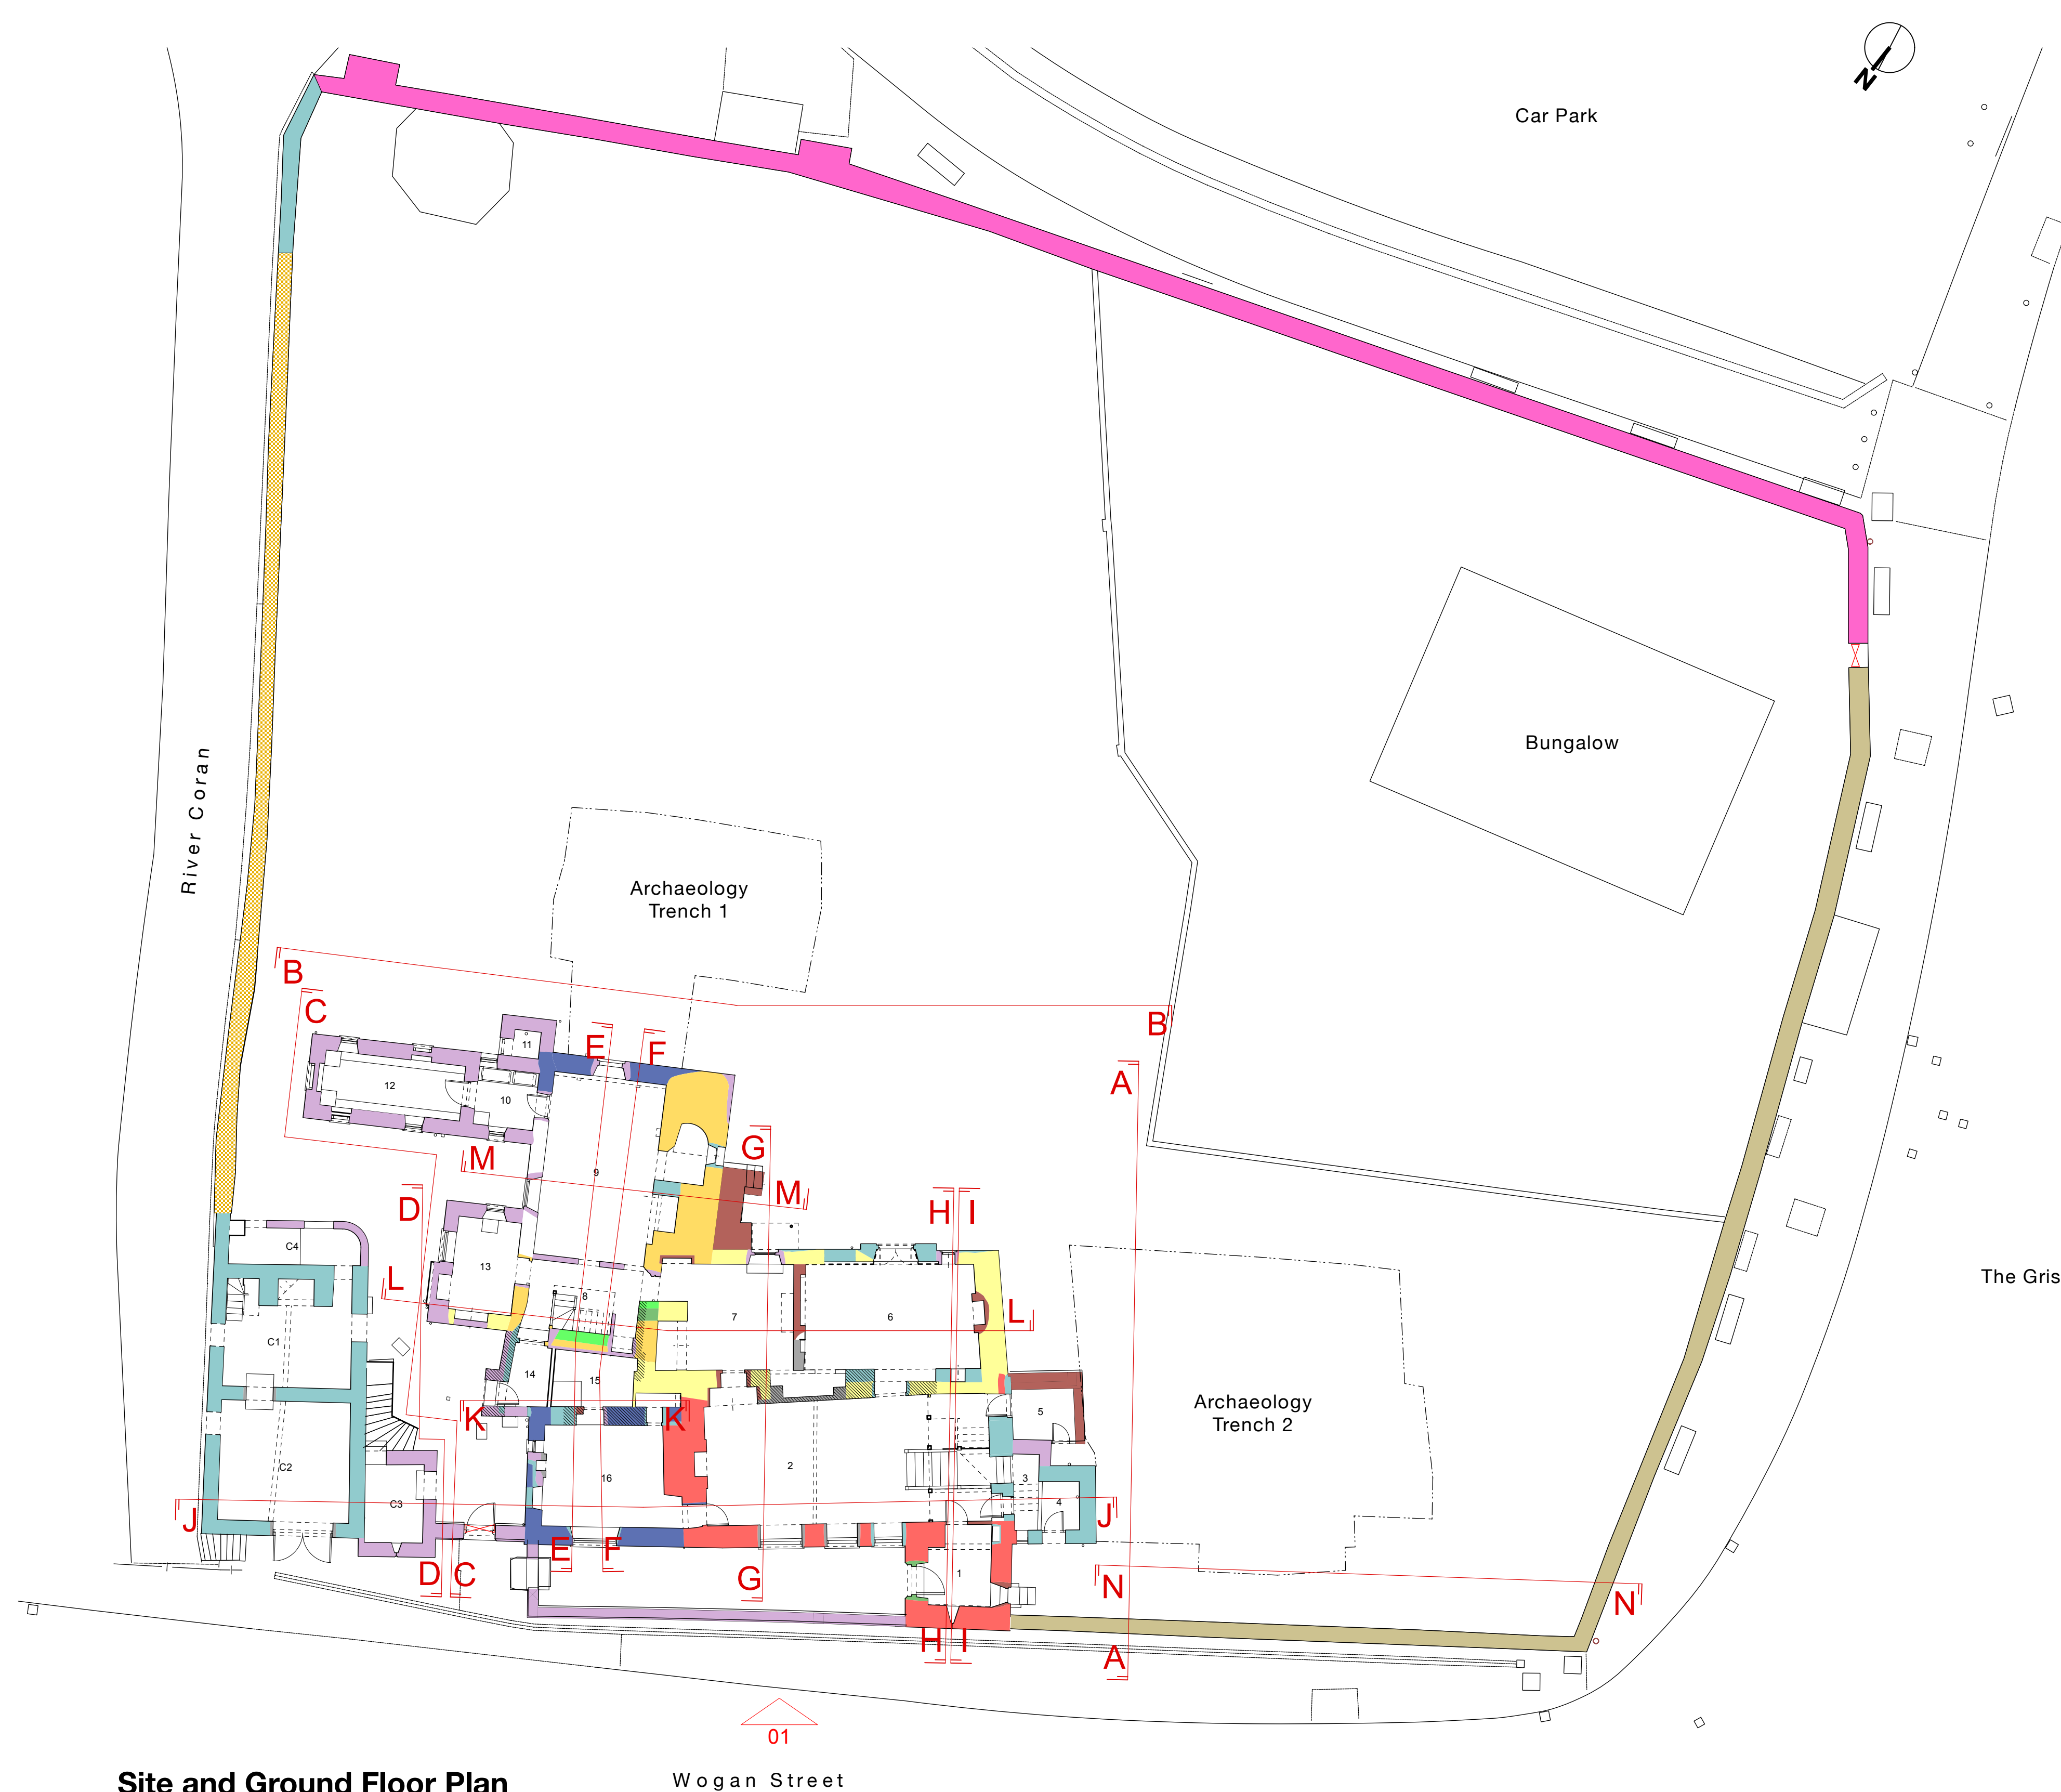 N
Car Park
Bungalow
River Coran
Archaeology
Trench 1
B
C
B
E
F
A
11
12
10
G
M
9
M
D
H
I
C4
13
L
8
7
6
L
The Gris
C1
14
15
K
K
5
Archaeology
Trench 2
2
C2
16
3
4
C3
J
J
E
F
G
1
D
C
N
N
H
I
A
01
Wogan Street
Site and Ground Floor Plan